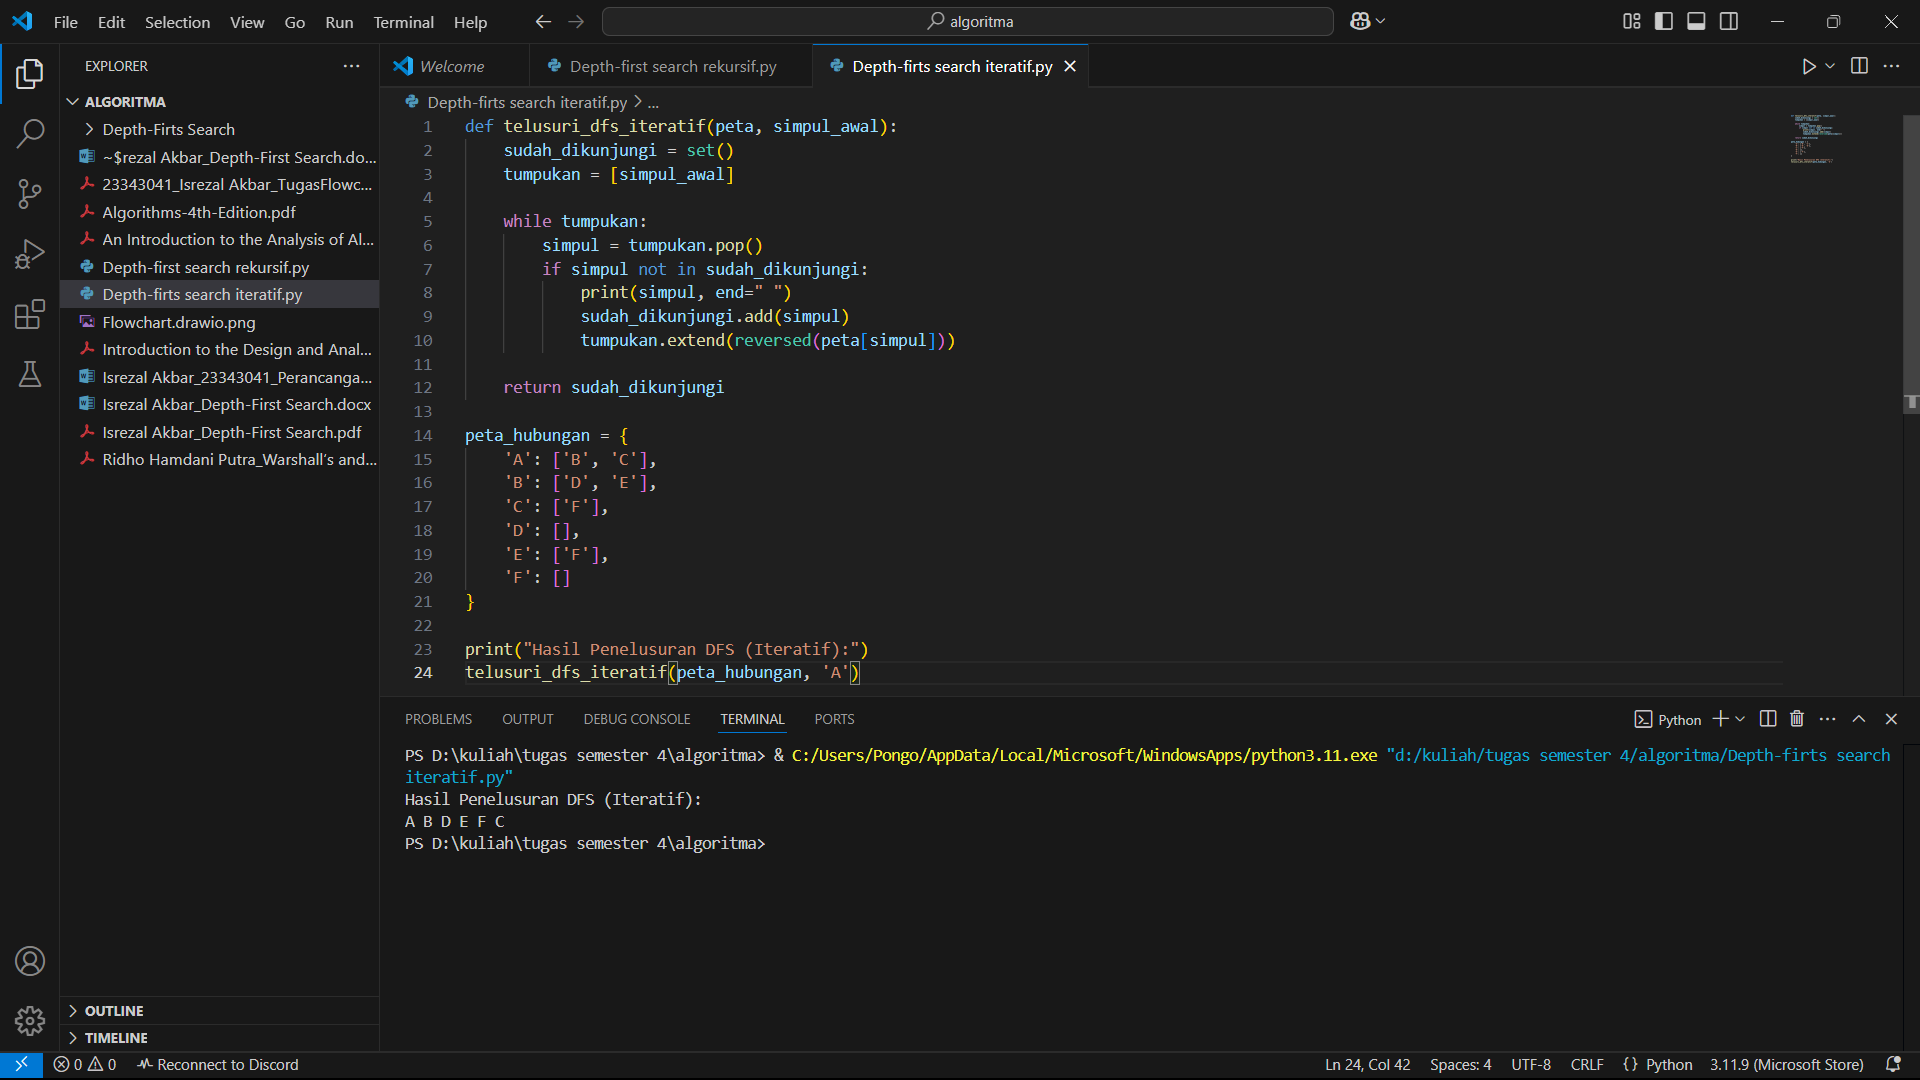 File Edit Selection View Go Run Terminal Help
algoritma
EXPLORER
ALGORITMA
Depth-Firts Search
~$rezal Akbar_Depth-First Search.do...
23343041_Isrezal Akbar_TugasFlowc...
Algorithms-4th-Edition.pdf
An Introduction to the Analysis of Al...
Depth-first search rekursif.py
Depth-firts search iteratif.py
Flowchart.drawio.png
Introduction to the Design and Anal...
Isrezal Akbar_23343041_Perancanga...
Isrezal Akbar_Depth-First Search.docx
Isrezal Akbar_Depth-First Search.pdf
Ridho Hamdani Putra_Warshall's and...
OUTLINE
TIMELINE
Welcome Depth-first search rekursif.py Depth-firts search iteratif.py
Depth-firts search iteratif.py > ...
1 def telusuri_dfs_iteratif(peta, simpul_awal):
2     sudah_dikunjungi = set()
3     tumpukan = [simpul_awal]
4
5     while tumpukan:
6         simpul = tumpukan.pop()
7         if simpul not in sudah_dikunjungi:
8             print(simpul, end=" ")
9             sudah_dikunjungi.add(simpul)
10             tumpukan.extend(reversed(peta[simpul]))
11
12     return sudah_dikunjungi
13
14 peta_hubungan = {
15     'A': ['B', 'C'],
16     'B': ['D', 'E'],
17     'C': ['F'],
18     'D': [],
19     'E': ['F'],
20     'F': []
21 }
22
23 print("Hasil Penelusuran DFS (Iteratif):")
24 telusuri_dfs_iteratif(peta_hubungan, 'A')
PROBLEMS OUTPUT DEBUG CONSOLE TERMINAL PORTS
Python
PS D:\kuliah\tugas semester 4\algoritma> & C:/Users/Pongo/AppData/Local/Microsoft/WindowsApps/python3.11.exe "d:/kuliah/tugas semester 4/algoritma/Depth-firts search
iteratif.py"
Hasil Penelusuran DFS (Iteratif):
A B D E F C
PS D:\kuliah\tugas semester 4\algoritma>
0 0 Reconnect to Discord
Ln 24, Col 42 Spaces: 4 UTF-8 CRLF {} Python 3.11.9 (Microsoft Store)